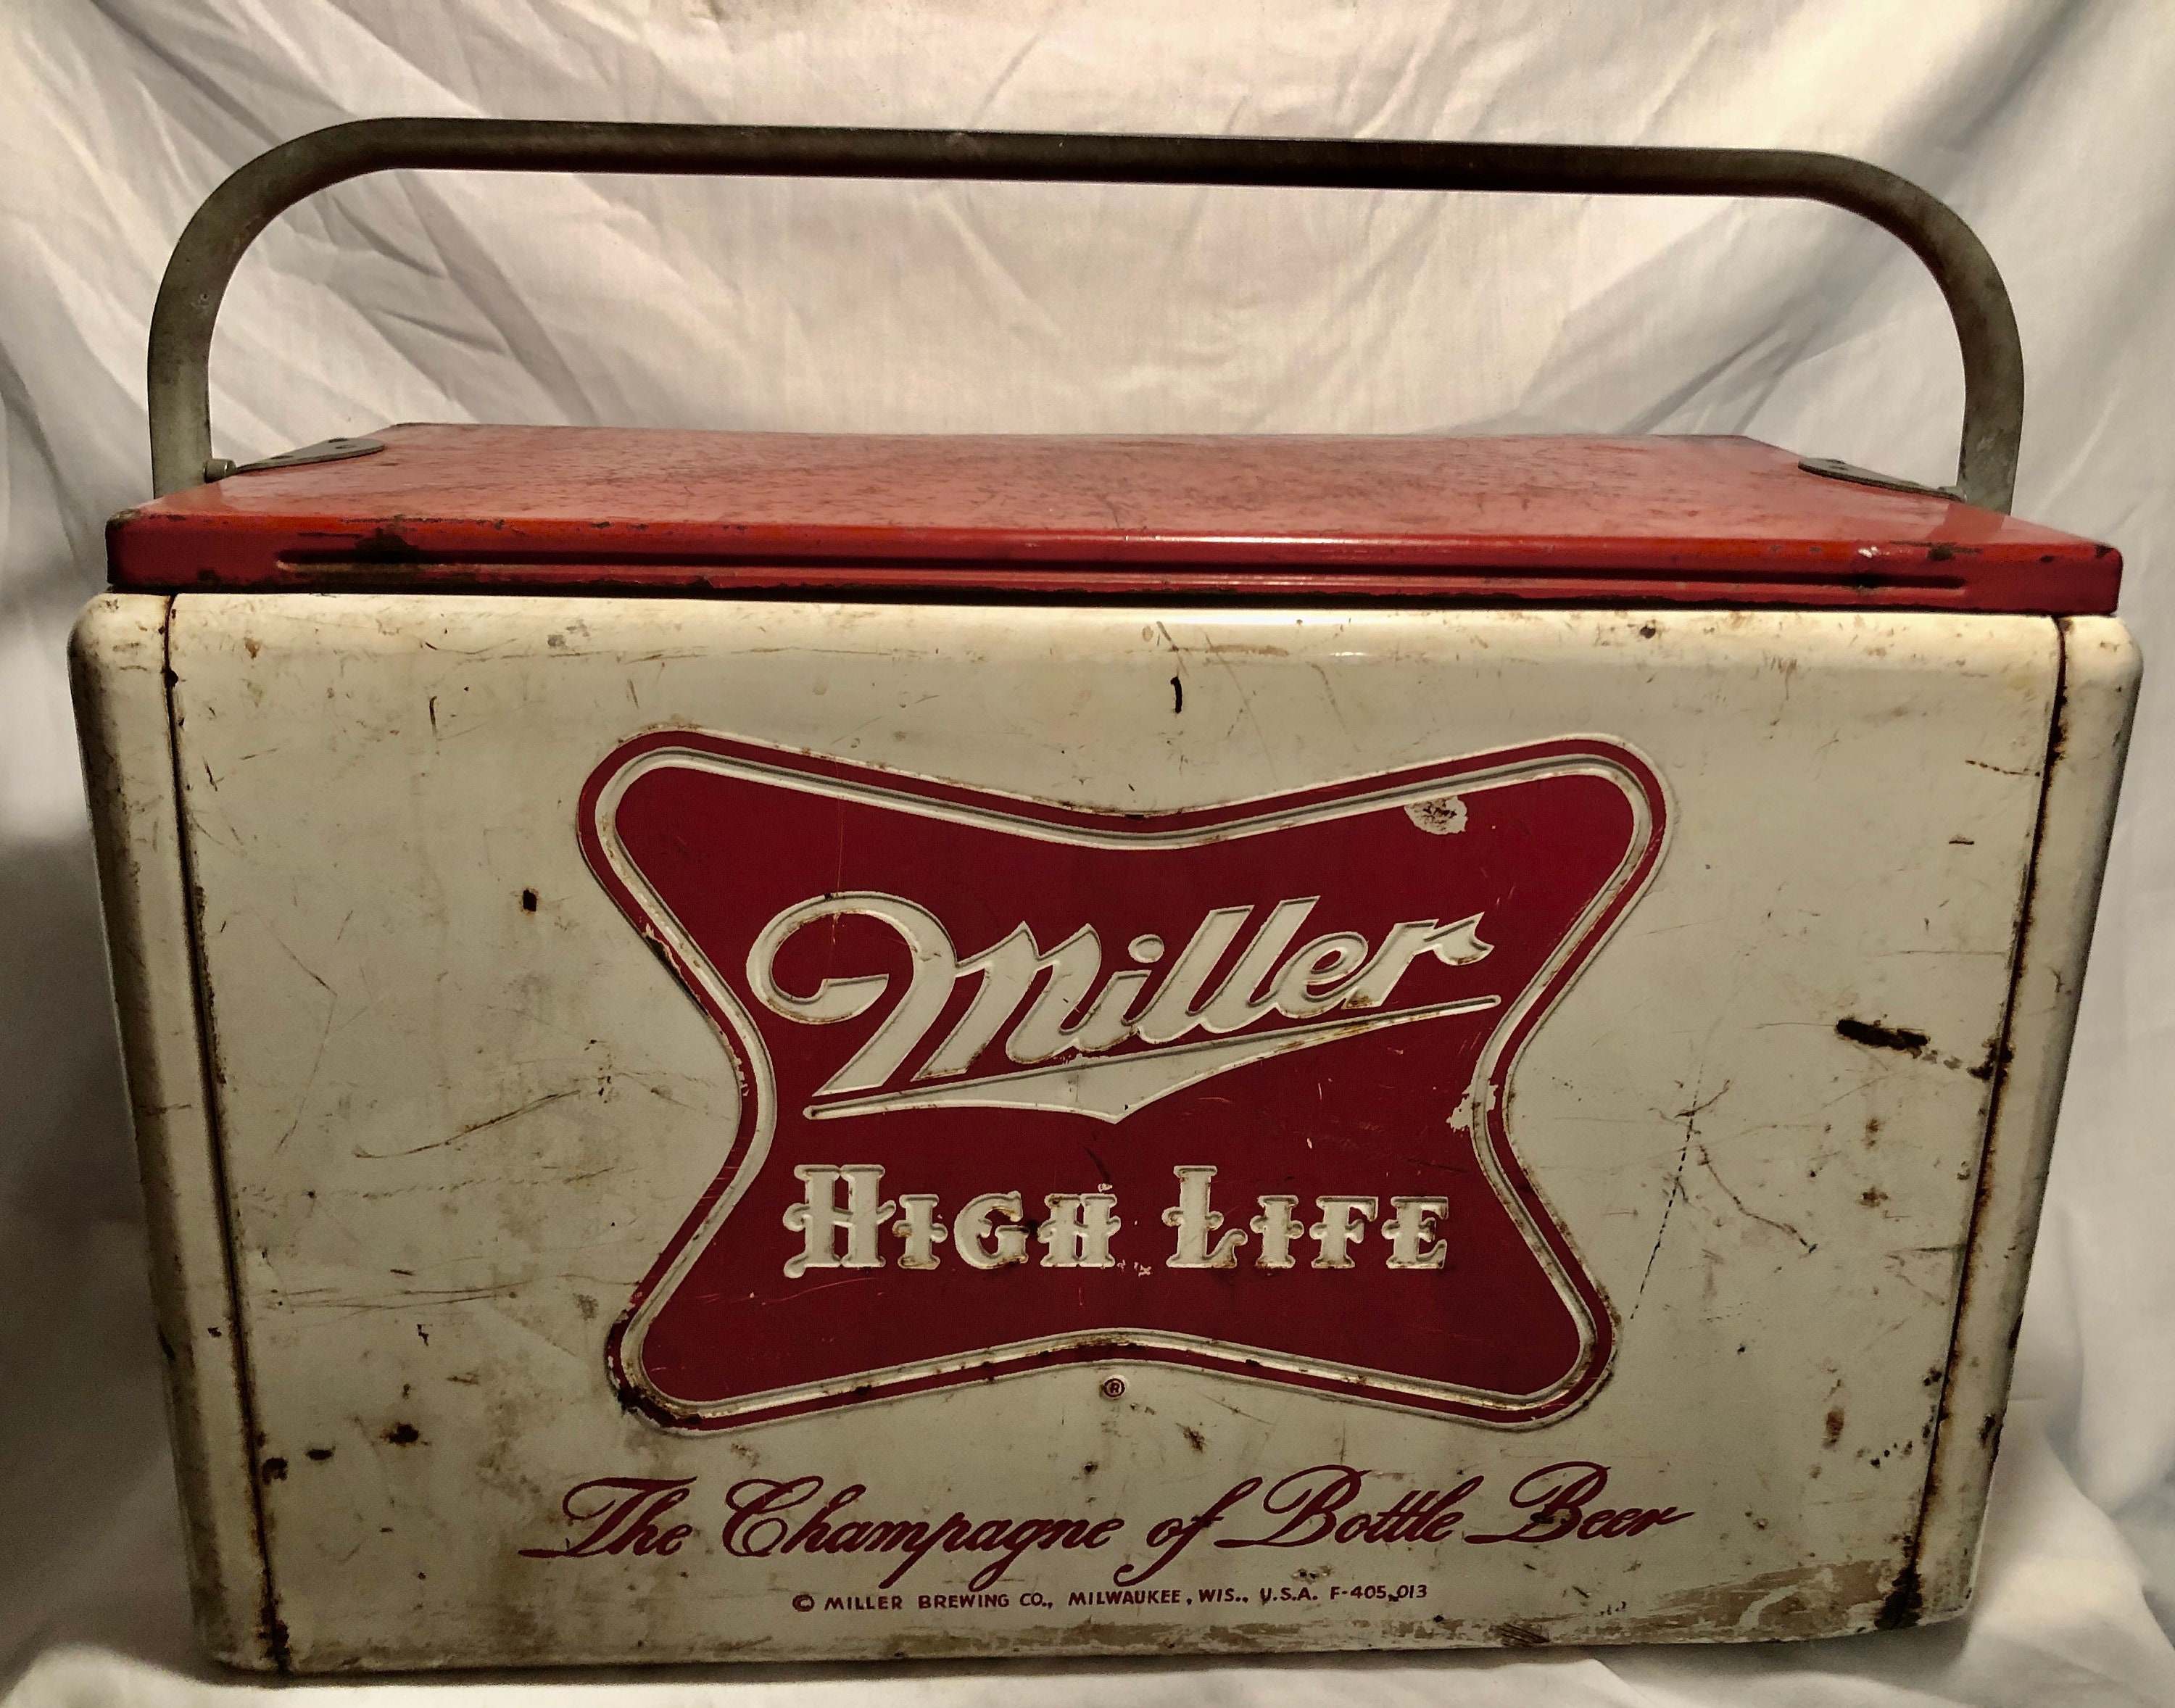 Miller
HIGH LIFE
®
The Champagne of Bottle Beer
© MILLER BREWING CO., MILWAUKEE, WIS., U.S.A. F-405,013